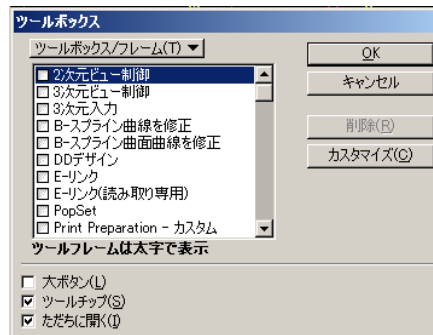 ツールボックス
ツールボックス/フレーム(T)
OK
キャンセル
削除(R)
カスタマイズ(C)
2次元ビュー制御
3次元ビュー制御
3次元入力
B-スプライン曲線を修正
B-スプライン曲面曲線を修正
DDデザイン
E-リンク
E-リンク(読み取り専用)
PopSet
Print Preparation - カスタム
ツールフレームは太字で表示
大ボタン(L)
ツールチップ(S)
ただちに開く(I)